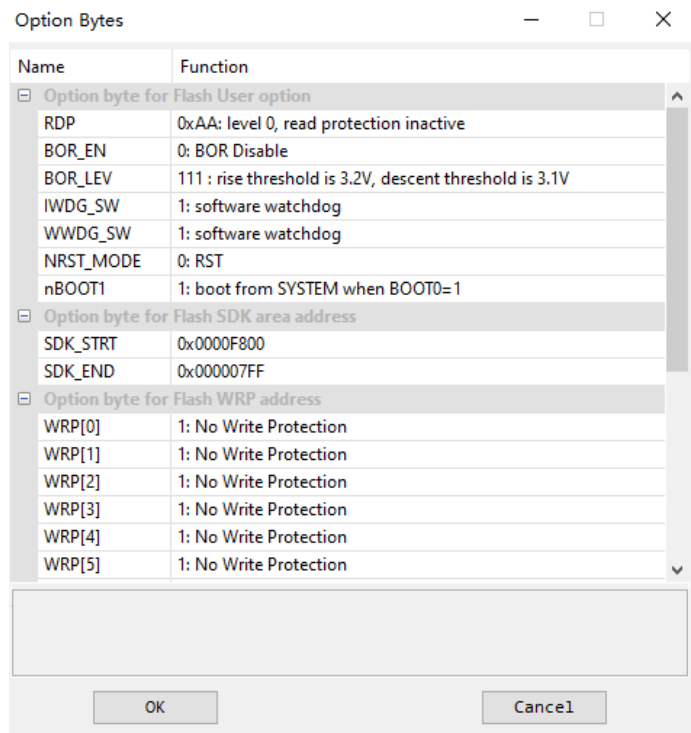 Option Bytes
Name Function
Option byte for Flash User option
RDP 0xAA: level 0, read protection inactive
BOR_EN 0: BOR Disable
BOR_LEV 111 : rise threshold is 3.2V, descent threshold is 3.1V
IWDG_SW 1: software watchdog
WWDG_SW 1: software watchdog
NRST_MODE 0: RST
nBOOT1 1: boot from SYSTEM when BOOT0=1
Option byte for Flash SDK area address
SDK_STRT 0x0000F800
SDK_END 0x000007FF
Option byte for Flash WRP address
WRP[0] 1: No Write Protection
WRP[1] 1: No Write Protection
WRP[2] 1: No Write Protection
WRP[3] 1: No Write Protection
WRP[4] 1: No Write Protection
WRP[5] 1: No Write Protection
OK Cancel